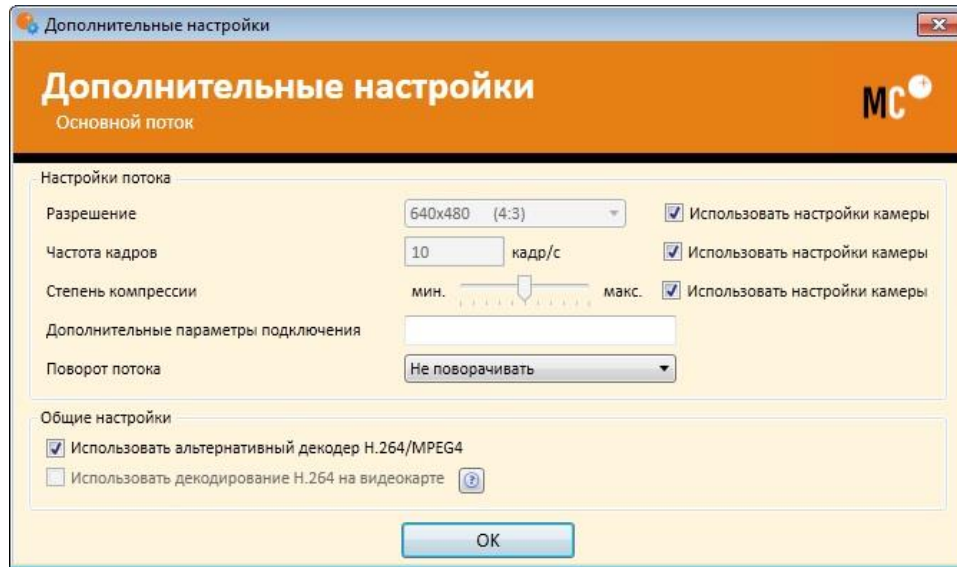 Дополнительные настройки
Дополнительные настройки
Основной поток
МС
Настройки потока
Разрешение 640x480 (4:3) Использовать настройки камеры
Частота кадров 10 кадр/с Использовать настройки камеры
Степень компрессии мин. макс. Использовать настройки камеры
Дополнительные параметры подключения
Поворот потока Не поворачивать
Общие настройки
Использовать альтернативный декодер H.264/MPEG4
Использовать декодирование H.264 на видеокарте ?
OK